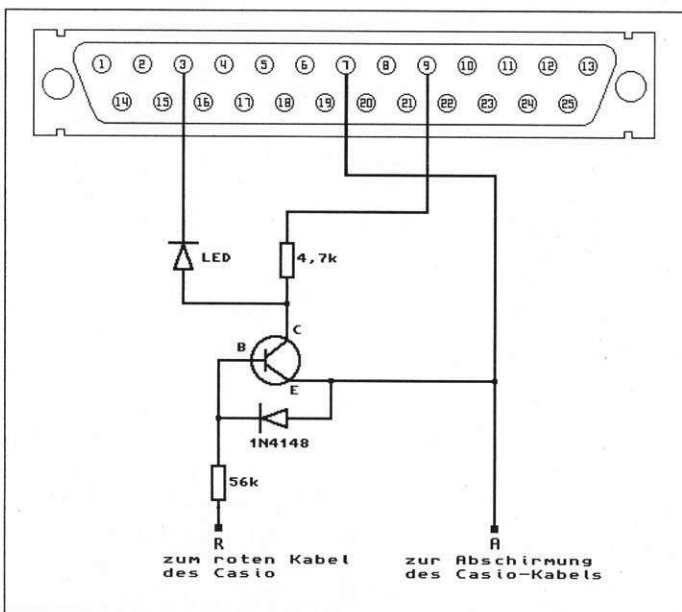 1 2 3 4 5 6 7 8 9 10 11 12 13
14 15 16 17 18 19 20 21 22 23 24 25
LED
4,7k
C
B
E
1N4148
56k
R
A
zum roten Kabel
des Casio
zur Abschirmung
des Casio-Kabels